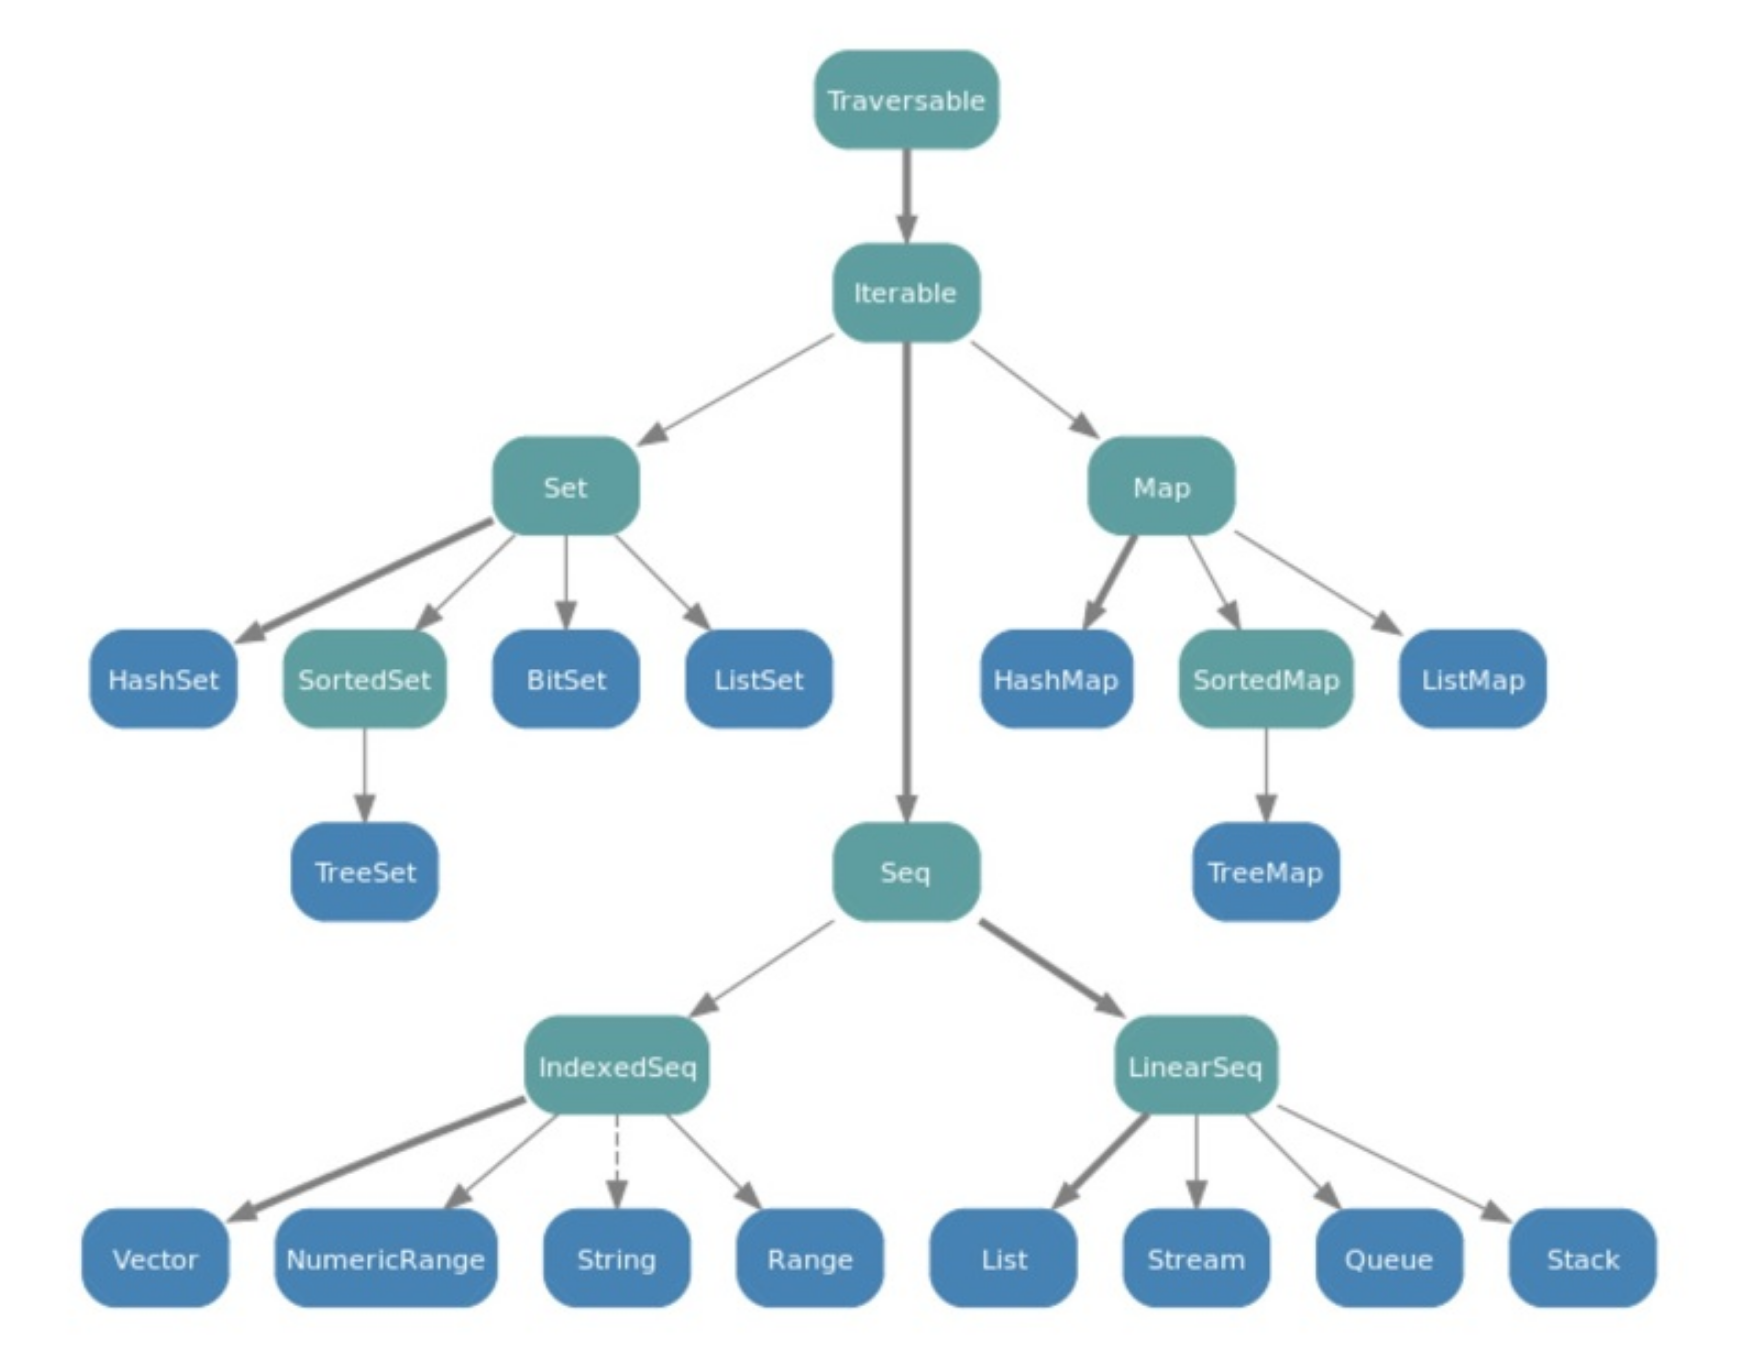 Traversable
Iterable
Set
Map
HashSet
SortedSet
BitSet
ListSet
HashMap
SortedMap
ListMap
TreeSet
Seq
TreeMap
IndexedSeq
LinearSeq
Vector
NumericRange
String
Range
List
Stream
Queue
Stack